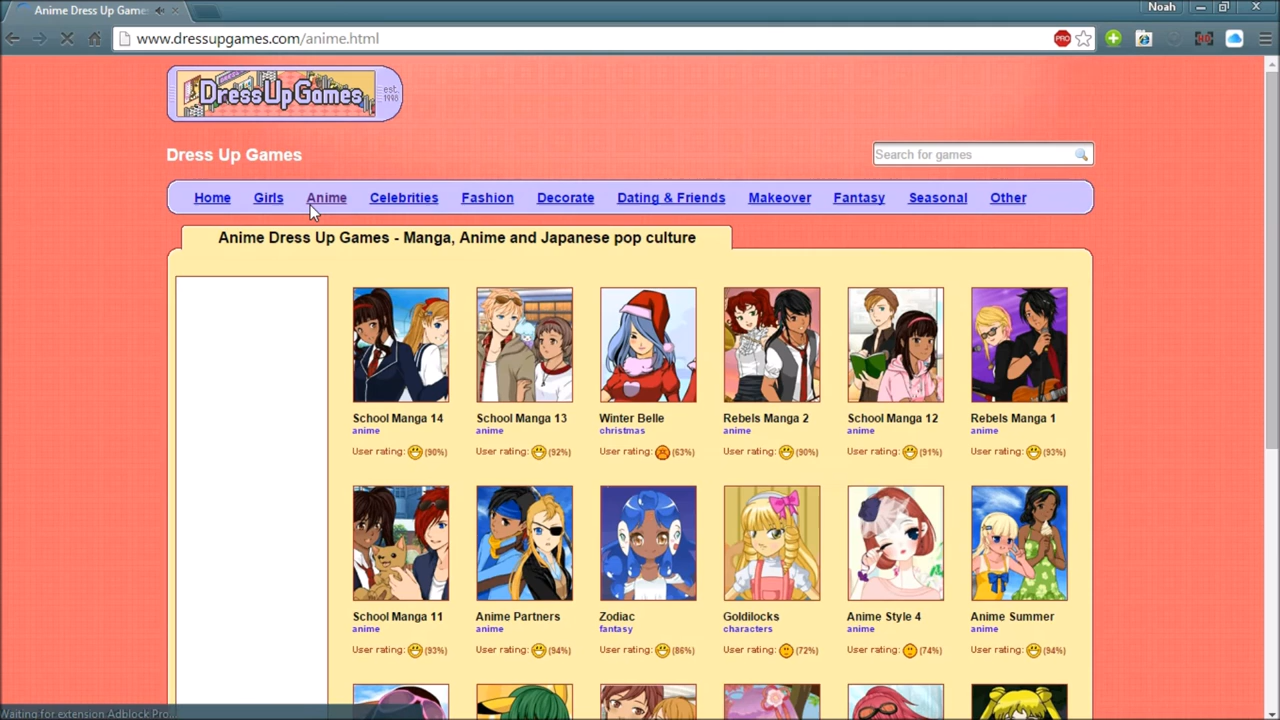 Anime Dress Up Game
Noah
www.dressupgames.com/anime.html
PRO
DressUpGames
est.
1998
Dress Up Games
Search for games
Home Girls Anime Celebrities Fashion Decorate Dating & Friends Makeover Fantasy Seasonal Other
Anime Dress Up Games - Manga, Anime and Japanese pop culture
School Manga 14 School Manga 13 Winter Belle Rebels Manga 2 School Manga 12 Rebels Manga 1
anime anime christmas anime anime anime
User rating: (90%) User rating: (92%) User rating: (63%) User rating: (90%) User rating: (91%) User rating: (93%)
School Manga 11 Anime Partners Zodiac Goldilocks Anime Style 4 Anime Summer
anime anime fantasy characters anime anime
User rating: (93%) User rating: (94%) User rating: (86%) User rating: (72%) User rating: (74%) User rating: (94%)
Waiting for extension Adblock Pro...